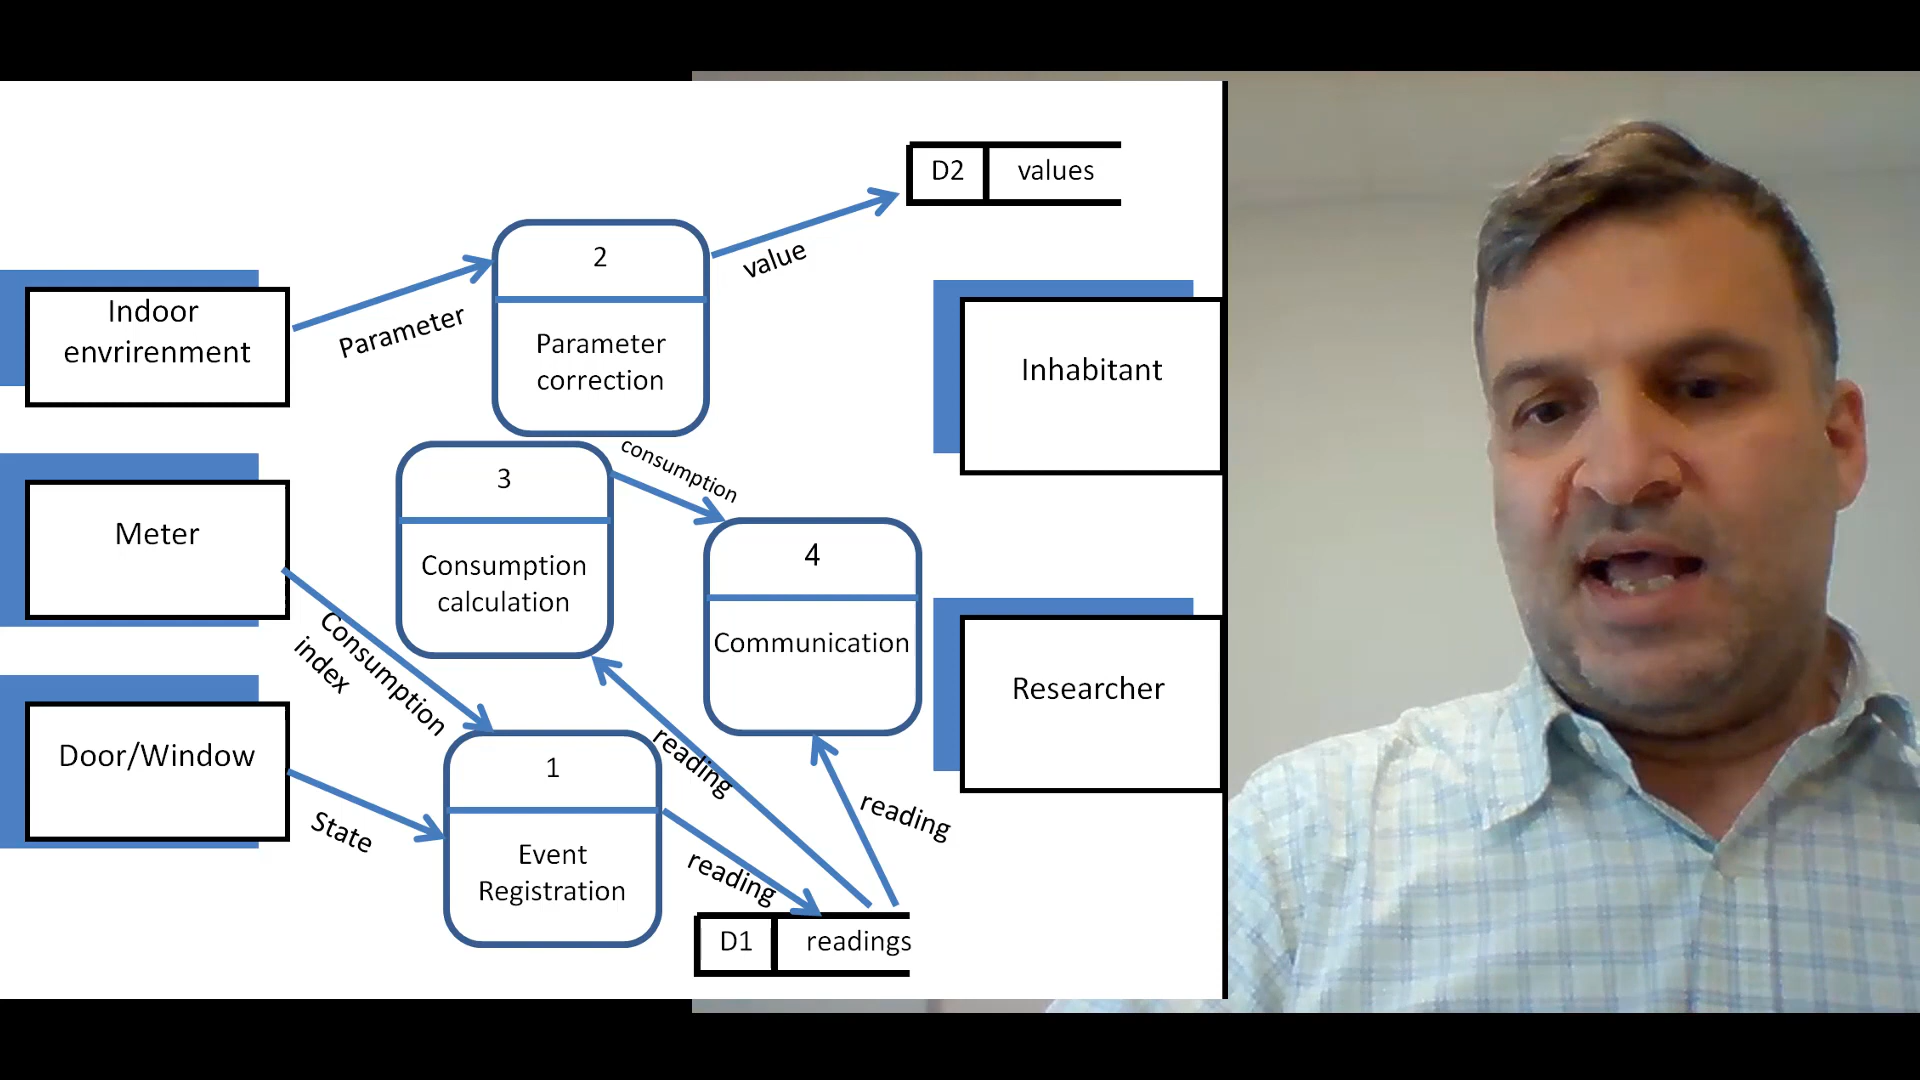 D2
values
value
2
Parameter
correction
Parameter
Indoor
envrirenment
Inhabitant
consumption
3
Consumption
calculation
Meter
4
Communication
Consumption
index
Researcher
reading
Door/Window
State
1
Event
Registration
reading
reading
D1
readings